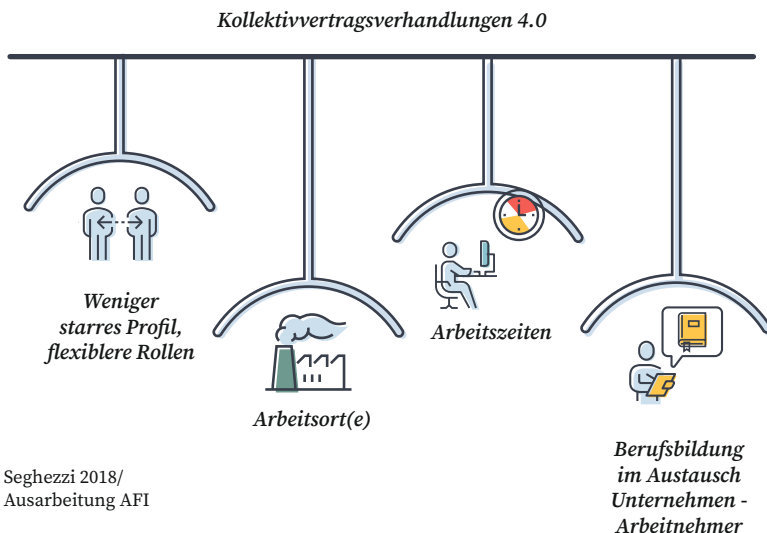 Kollektivvertragsverhandlungen 4.0
Weniger
starres Profil,
flexiblere Rollen
Arbeitsort(e)
Arbeitszeiten
Berufsbildung
im Austausch
Unternehmen -
Arbeitnehmer
Seghezzi 2018/
Ausarbeitung AFI